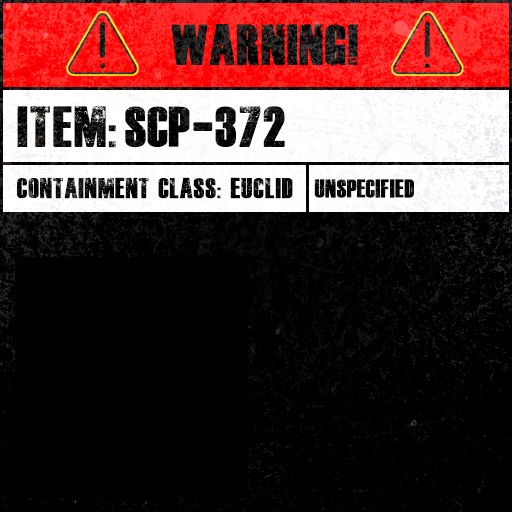 WARNING!
ITEM: SCP-372
CONTAINMENT CLASS: EUCLID
UNSPECIFIED